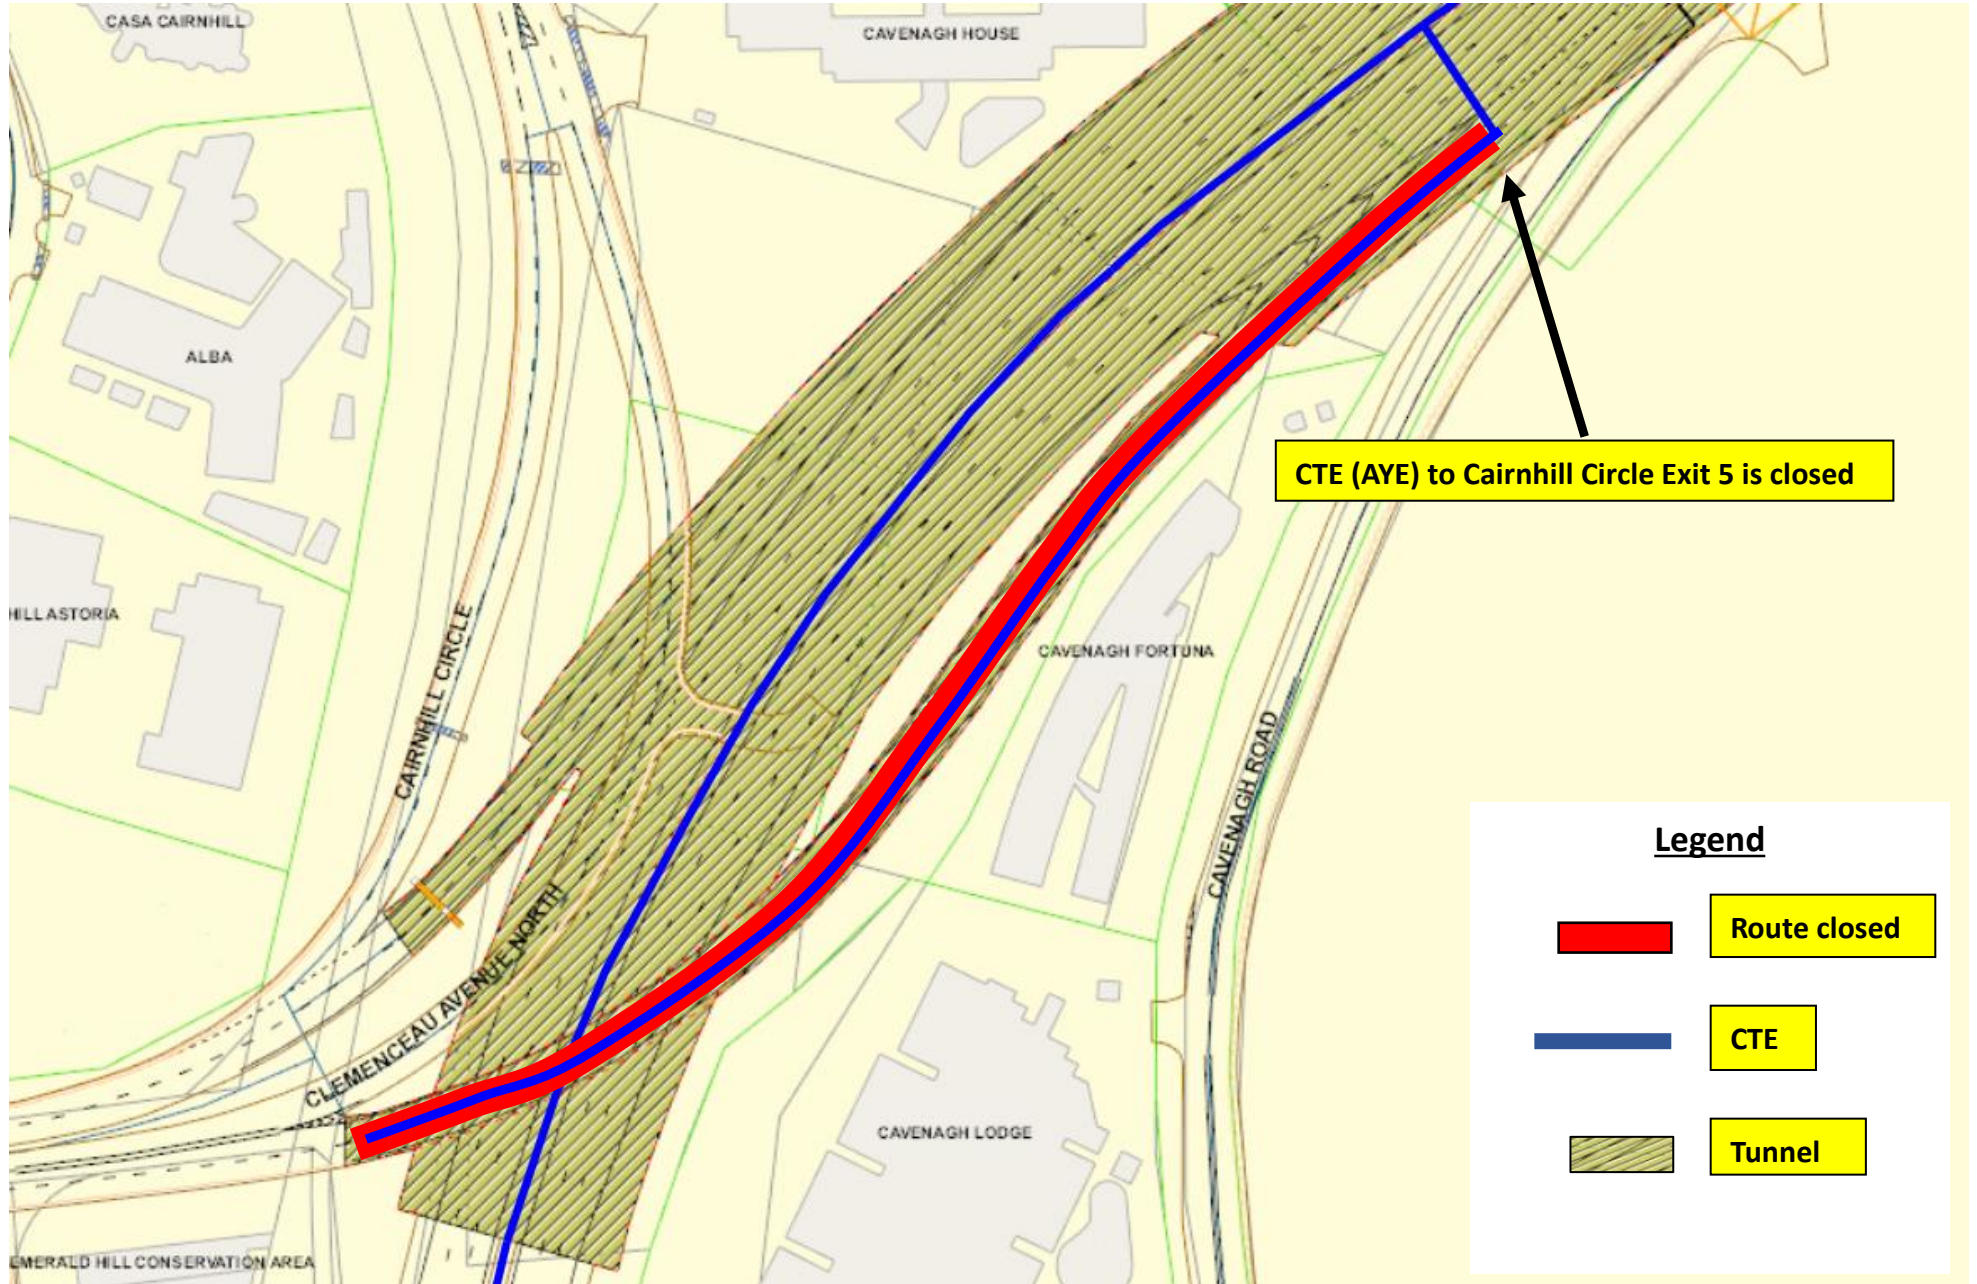 CASA CAIRNHILL
CAVENAGH HOUSE
ALBA
CTE (AYE) to Cairnhill Circle Exit 5 is closed
HILL ASTORIA
CAIRNHILL CIRCLE
CAVENAGH FORTUNA
CAVENAGH ROAD
CLEMENCEAU AVENUE NORTH
CAVENAGH LODGE
EMERALD HILL CONSERVATION AREA
Legend
Route closed
CTE
Tunnel